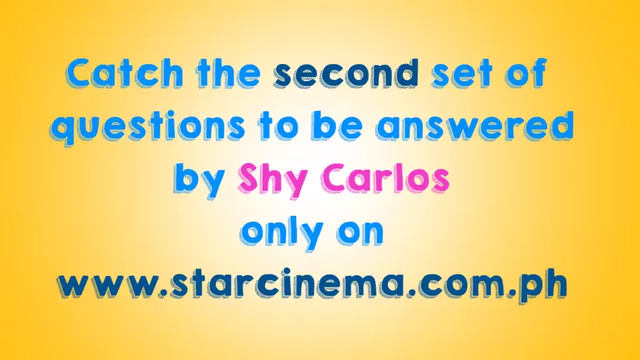 Catch the second set of
questions to be answered
by Shy Carlos
only on
www.starcinema.com.ph